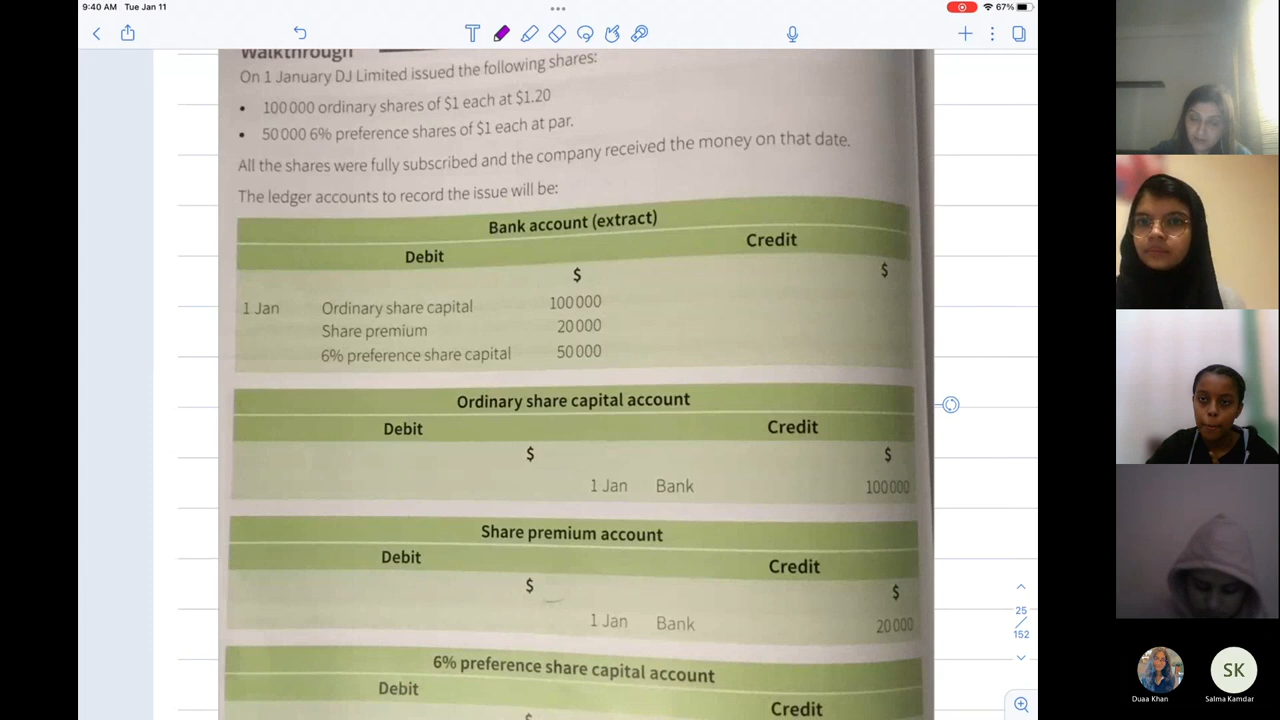 9:40 AM Tue Jan 11
67%
Walkthrough
On 1 January DJ Limited issued the following shares:
• 100 000 ordinary shares of $1 each at $1.20
• 50 000 6% preference shares of $1 each at par.
All the shares were fully subscribed and the company received the money on that date.
The ledger accounts to record the issue will be:
Bank account (extract)
Debit Credit
$ $
1 Jan Ordinary share capital 100 000
Share premium 20 000
6% preference share capital 50 000
Ordinary share capital account
Debit Credit
$ $
1 Jan Bank 100 000
Share premium account
Debit Credit
$ $
1 Jan Bank 20 000
6% preference share capital account
Debit Credit
$
25
/
152
SK
Duaa Khan
Salma Kamdar